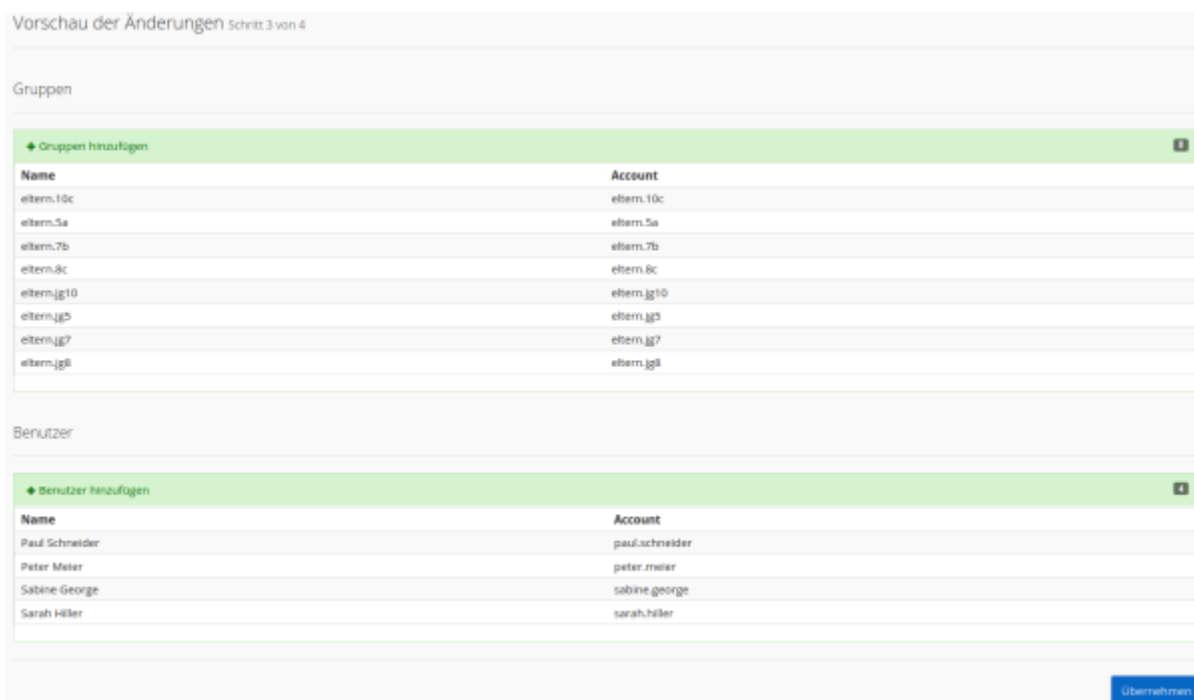 Vorschau der Änderungen Schritt 3 von 4
Gruppen
Gruppen hinzufügen 8
Name Account
eltern.10c eltern.10c
eltern.5a eltern.5a
eltern.7b eltern.7b
eltern.8c eltern.8c
eltern.jg10 eltern.jg10
eltern.jg5 eltern.jg5
eltern.jg7 eltern.jg7
eltern.jg8 eltern.jg8
Benutzer
Benutzer hinzufügen 4
Name Account
Paul Schneider paul.schneider
Peter Meier peter.meier
Sabine George sabine.george
Sarah Hiller sarah.hiller
Übernehmen